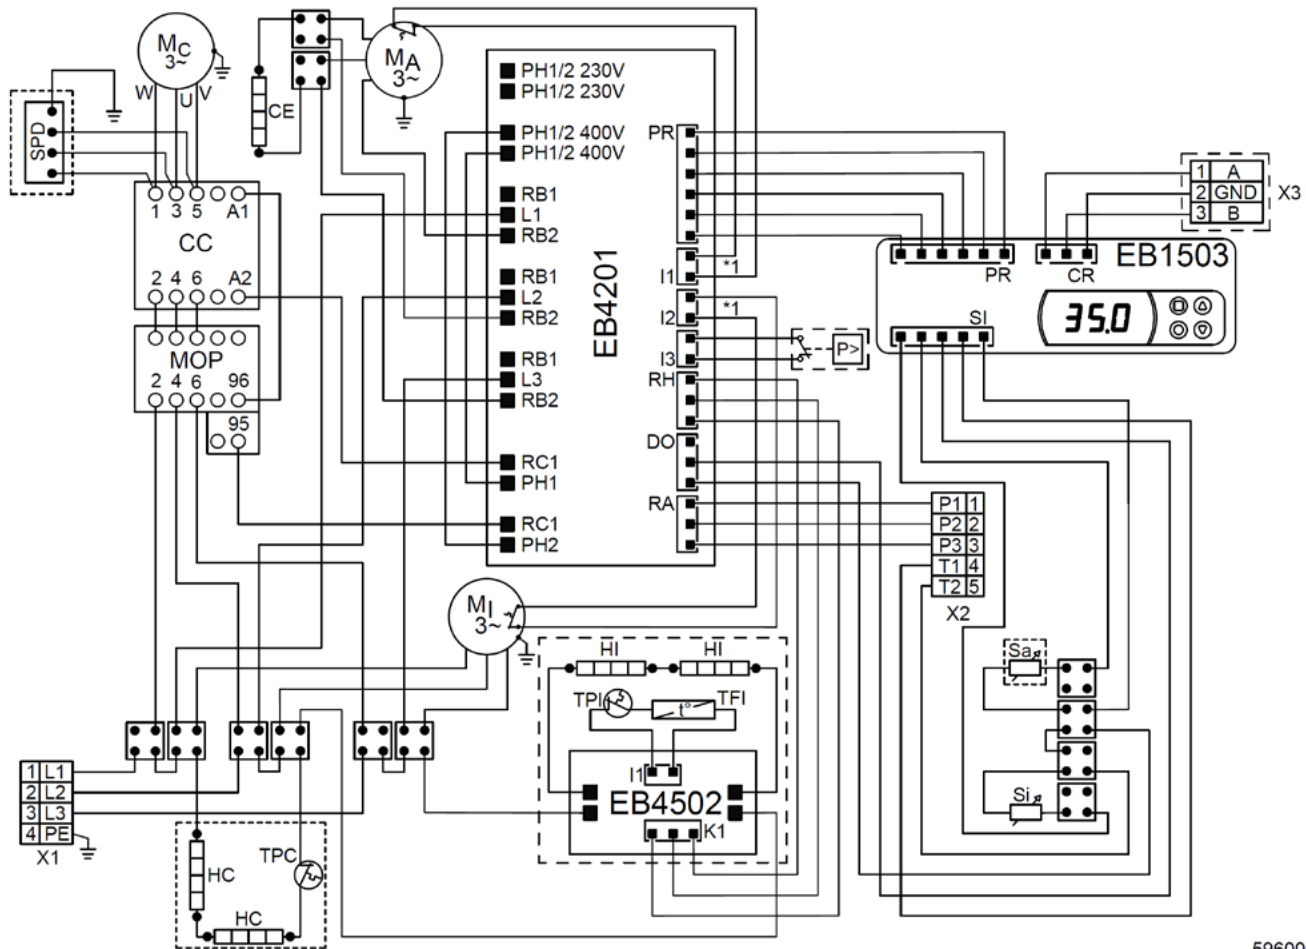 MC
3~
W U V
SPD
CE
MA
3~
PH1/2 230V
PH1/2 230V
PH1/2 400V
PH1/2 400V
PR
RB1
L1
RB2
RB1
L2
RB2
RB1
L3
RB2
RC1
PH1
RC1
PH2
EB4201
*1
I1
*1
I2
I3
RH
DO
RA
1 3 5 A1
CC
2 4 6 A2
MOP
2 4 6 96
95
P>
1 A
2 GND
3 B
X3
EB1503
PR CR
35.0
SI
P1 1
P2 2
P3 3
T1 4
T2 5
X2
MI
3~
HI HI
TPI t° TFI
I1
EB4502
K1
Sa
Si
1 L1
2 L2
3 L3
4 PE
X1
TPC
HC
HC